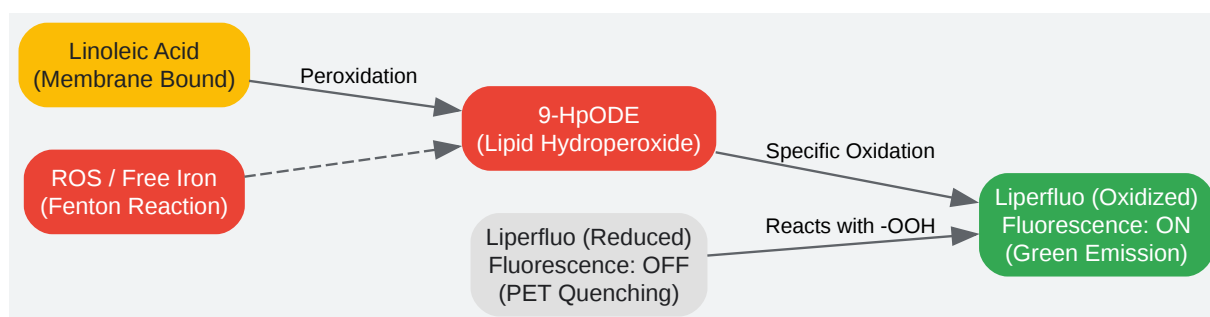 Linoleic Acid
(Membrane Bound)
Peroxidation
ROS / Free Iron
(Fenton Reaction)
9-HpODE
(Lipid Hydroperoxide)
Specific Oxidation
Liperfluo (Reduced)
Fluorescence: OFF
(PET Quenching)
Reacts with -OOH
Liperfluo (Oxidized)
Fluorescence: ON
(Green Emission)